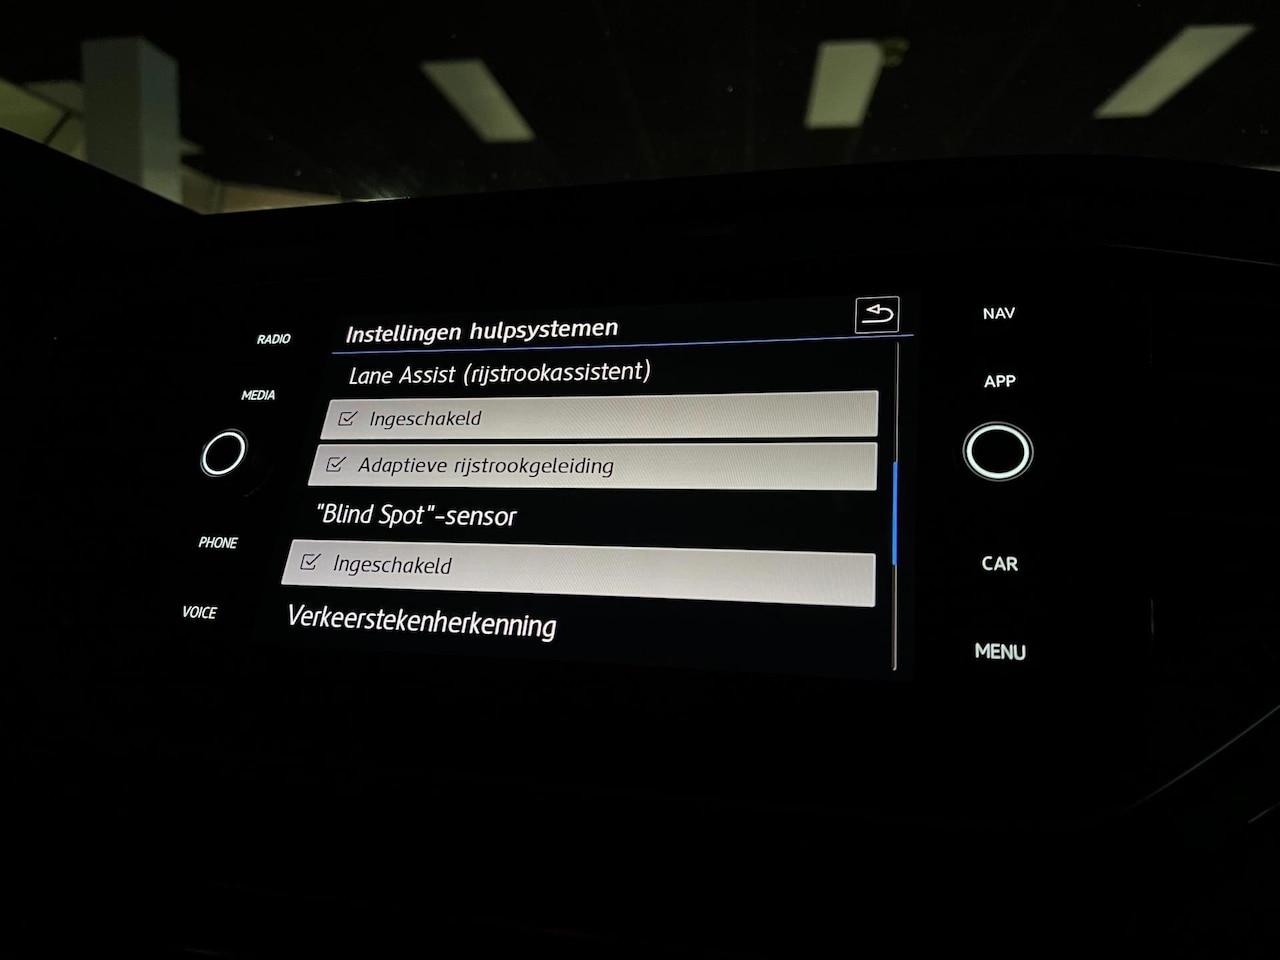 RADIO
MEDIA
PHONE
VOICE
Instellingen hulpsystemen
Lane Assist (rijstrookassistent)
Ingeschakeld
Adaptieve rijstrookgeleiding
"Blind Spot"-sensor
Ingeschakeld
Verkeerstekenherkenning
NAV
APP
CAR
MENU